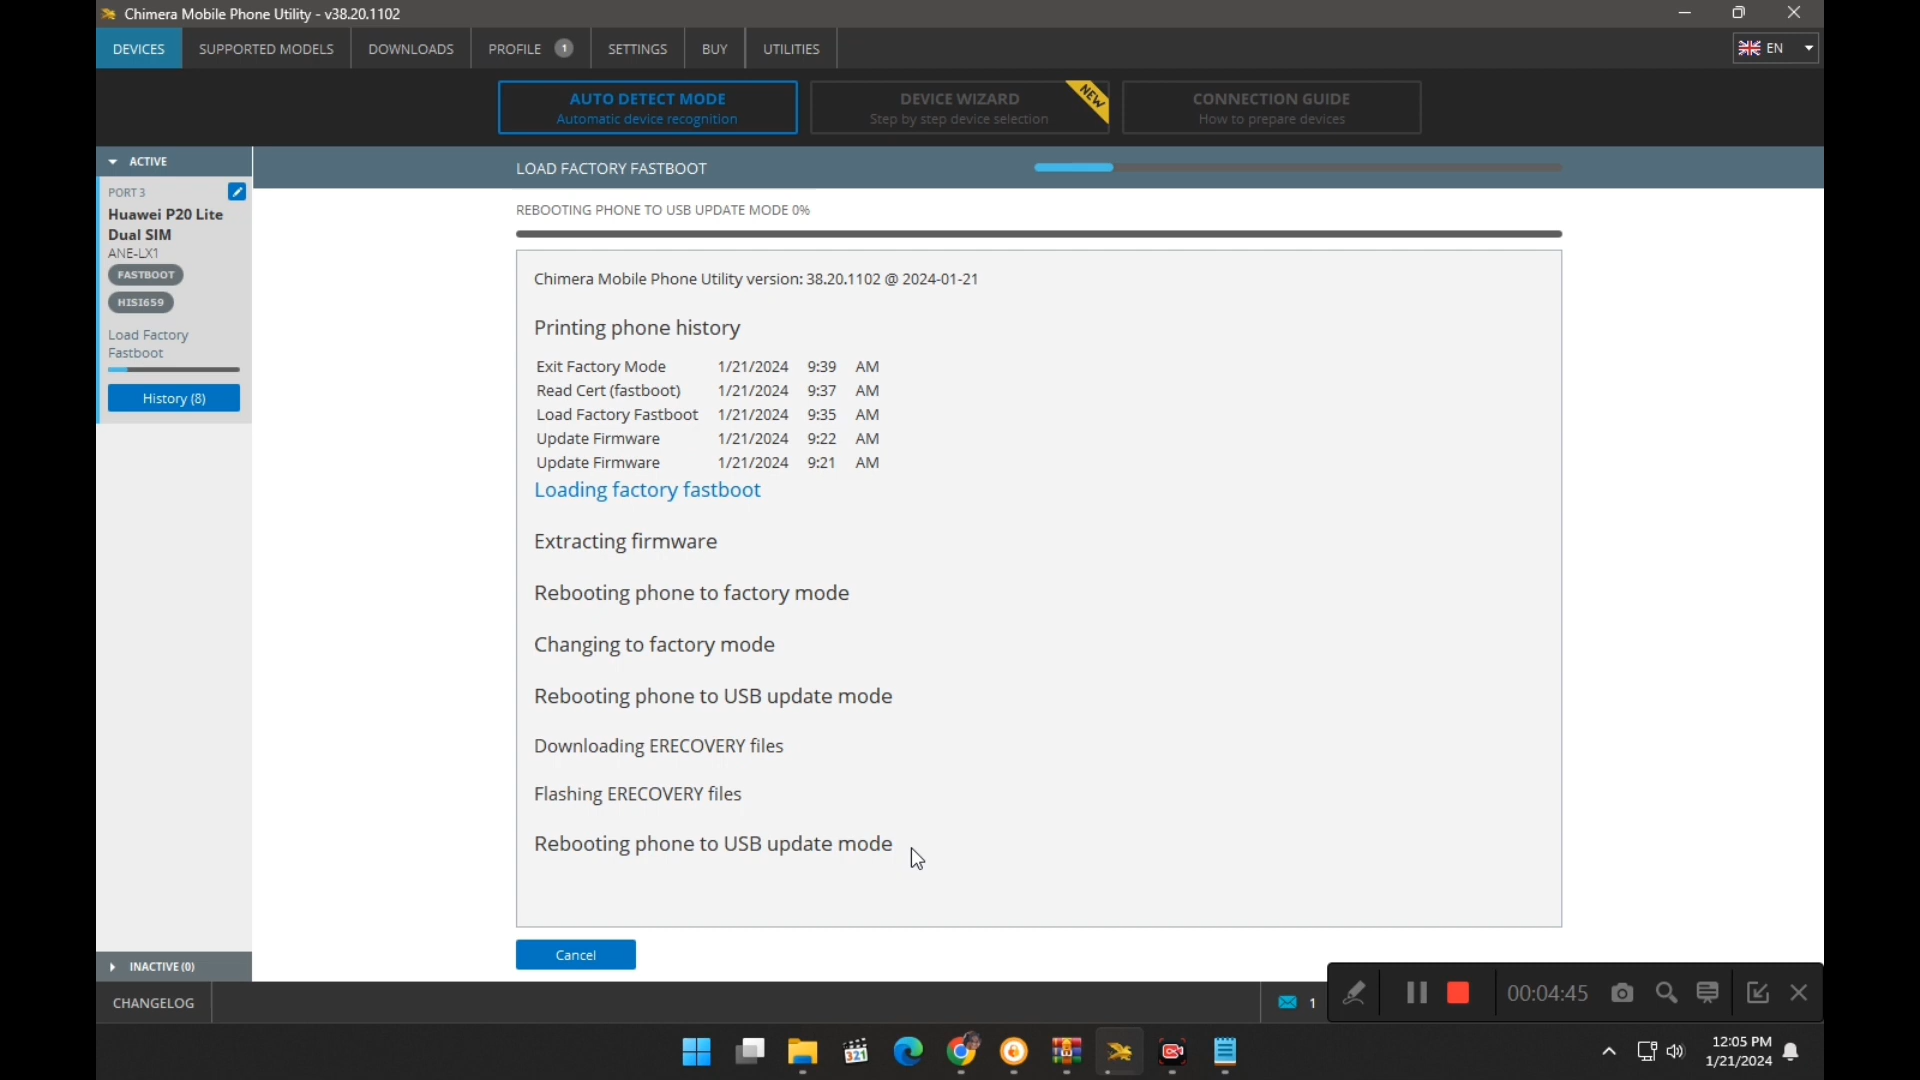 Chimera Mobile Phone Utility - v38.20.1102
DEVICES
SUPPORTED MODELS
DOWNLOADS
PROFILE 1
SETTINGS
BUY
UTILITIES
EN
AUTO DETECT MODE
Automatic device recognition
DEVICE WIZARD
Step by step device selection
NEW
CONNECTION GUIDE
How to prepare devices
ACTIVE
PORT 3
Huawei P20 Lite
Dual SIM
ANE-LX1
FASTBOOT
HISI659
Load Factory
Fastboot
History (8)
LOAD FACTORY FASTBOOT
REBOOTING PHONE TO USB UPDATE MODE 0%
Chimera Mobile Phone Utility version: 38.20.1102 @ 2024-01-21
Printing phone history
Exit Factory Mode 1/21/2024 9:39 AM
Read Cert (fastboot) 1/21/2024 9:37 AM
Load Factory Fastboot 1/21/2024 9:35 AM
Update Firmware 1/21/2024 9:22 AM
Update Firmware 1/21/2024 9:21 AM
Loading factory fastboot
Extracting firmware
Rebooting phone to factory mode
Changing to factory mode
Rebooting phone to USB update mode
Downloading ERECOVERY files
Flashing ERECOVERY files
Rebooting phone to USB update mode
Cancel
INACTIVE (0)
CHANGELOG
1
00:04:45
321
12:05 PM
1/21/2024